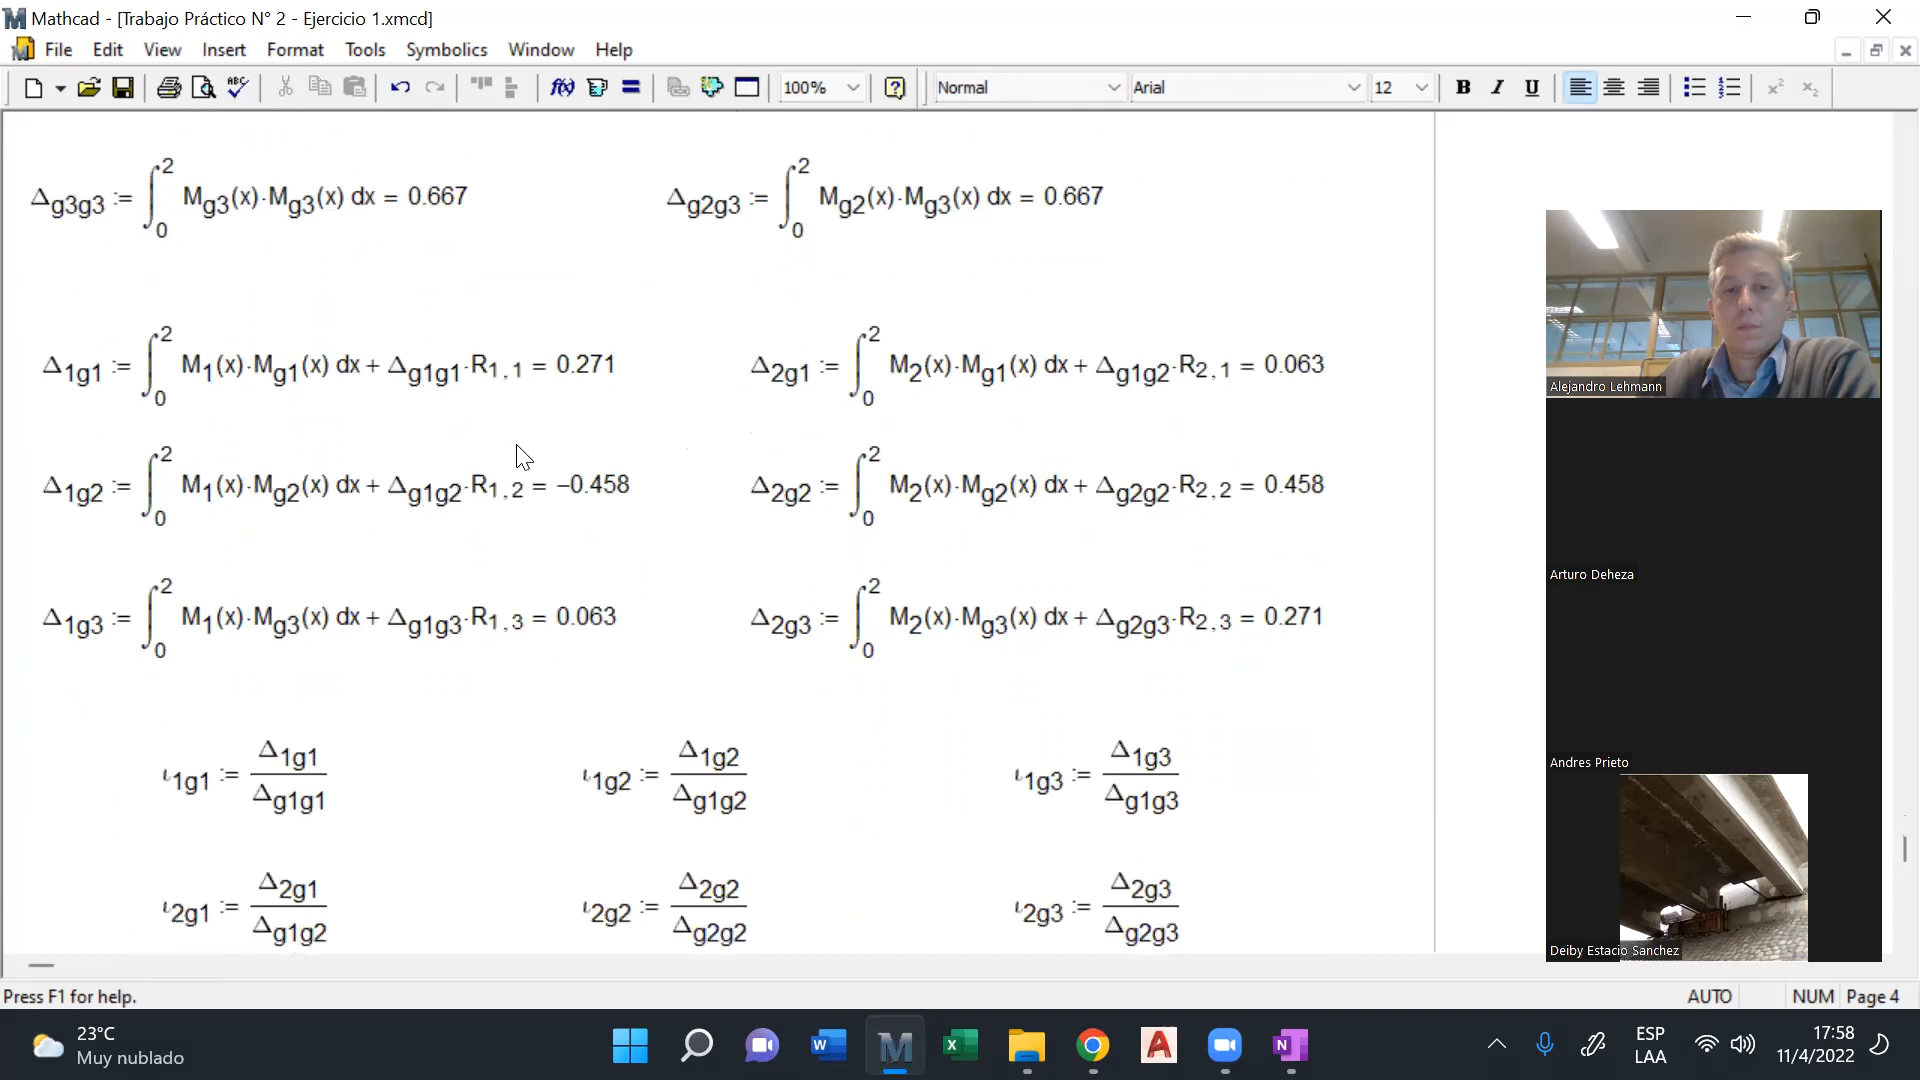 Mathcad - [Trabajo Práctico N° 2 - Ejercicio 1.xmcd]
File Edit View Insert Format Tools Symbolics Window Help
100% Normal Arial 12 B I U
Δg3g3 := ∫₀² Mg3(x)·Mg3(x) dx = 0.667
Δg2g3 := ∫₀² Mg2(x)·Mg3(x) dx = 0.667
Δ1g1 := ∫₀² M1(x)·Mg1(x) dx + Δg1g1·R1,1 = 0.271
Δ2g1 := ∫₀² M2(x)·Mg1(x) dx + Δg1g2·R2,1 = 0.063
Δ1g2 := ∫₀² M1(x)·Mg2(x) dx + Δg1g2·R1,2 = −0.458
Δ2g2 := ∫₀² M2(x)·Mg2(x) dx + Δg2g2·R2,2 = 0.458
Δ1g3 := ∫₀² M1(x)·Mg3(x) dx + Δg1g3·R1,3 = 0.063
Δ2g3 := ∫₀² M2(x)·Mg3(x) dx + Δg2g3·R2,3 = 0.271
ι1g1 := Δ1g1 / Δg1g1
ι1g2 := Δ1g2 / Δg1g2
ι1g3 := Δ1g3 / Δg1g3
ι2g1 := Δ2g1 / Δg1g2
ι2g2 := Δ2g2 / Δg2g2
ι2g3 := Δ2g3 / Δg2g3
Alejandro Lehmann
Arturo Deheza
Andres Prieto
Deiby Estacio Sanchez
Press F1 for help.
AUTO NUM Page 4
23°C
Muy nublado
ESP
LAA
17:58
11/4/2022